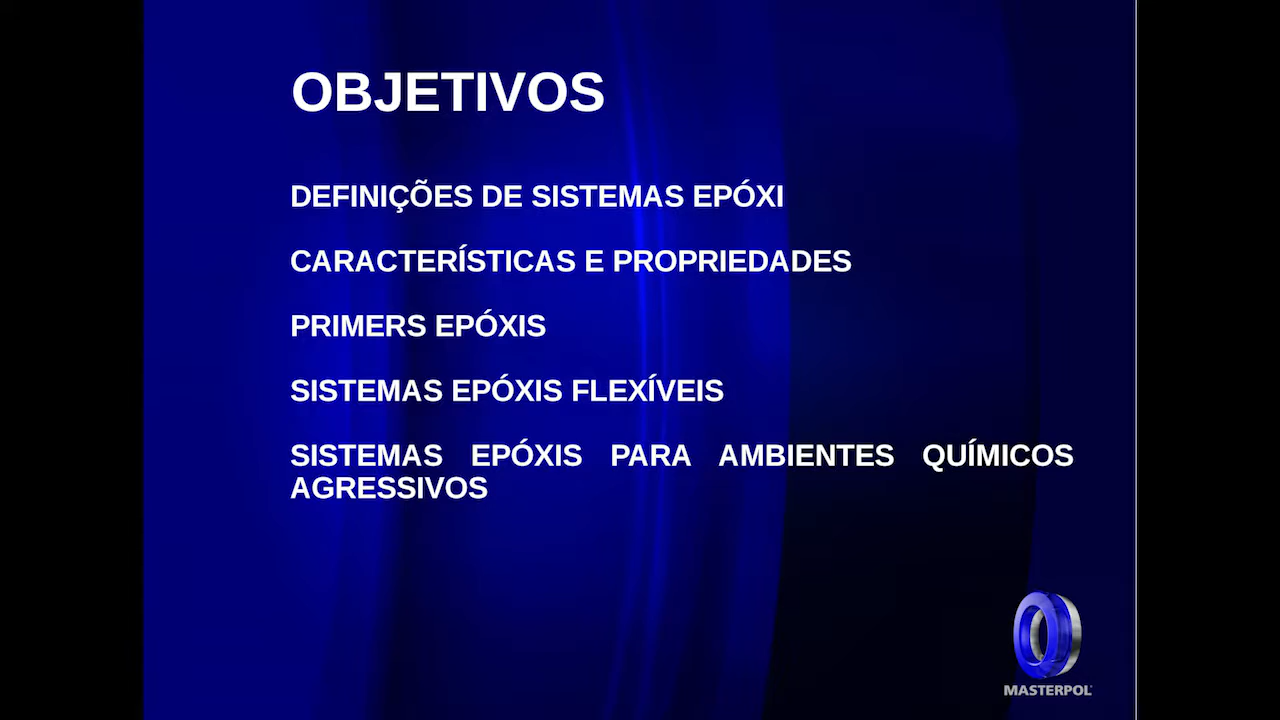 OBJETIVOS
DEFINIÇÕES DE SISTEMAS EPÓXI
CARACTERÍSTICAS E PROPRIEDADES
PRIMERS EPÓXIS
SISTEMAS EPÓXIS FLEXÍVEIS
SISTEMAS EPÓXIS PARA AMBIENTES QUÍMICOS
AGRESSIVOS
MASTERPOL